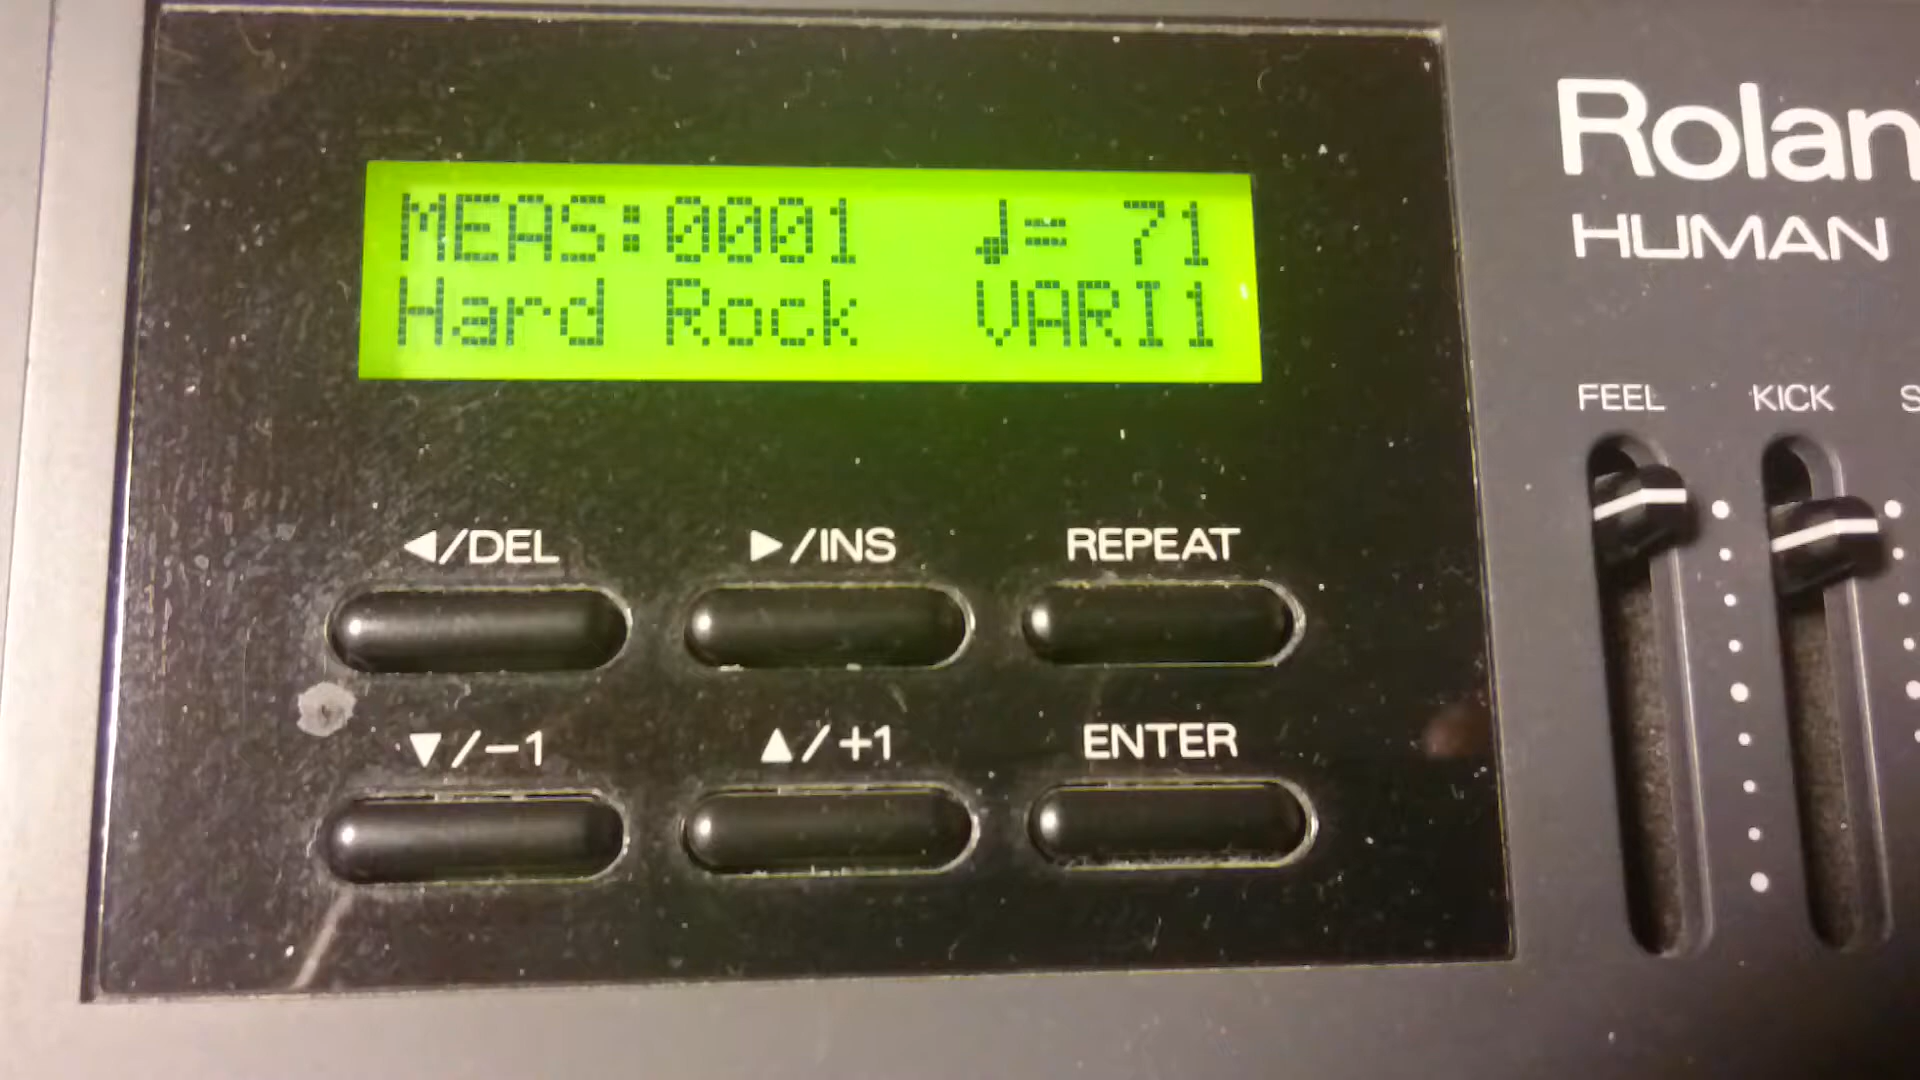 MEAS:0001 ♩= 71
Hard Rock VARI1
Rolan
HUMAN
FEEL KICK S
◀/DEL ▶/INS REPEAT
▼/−1 ▲/+1 ENTER